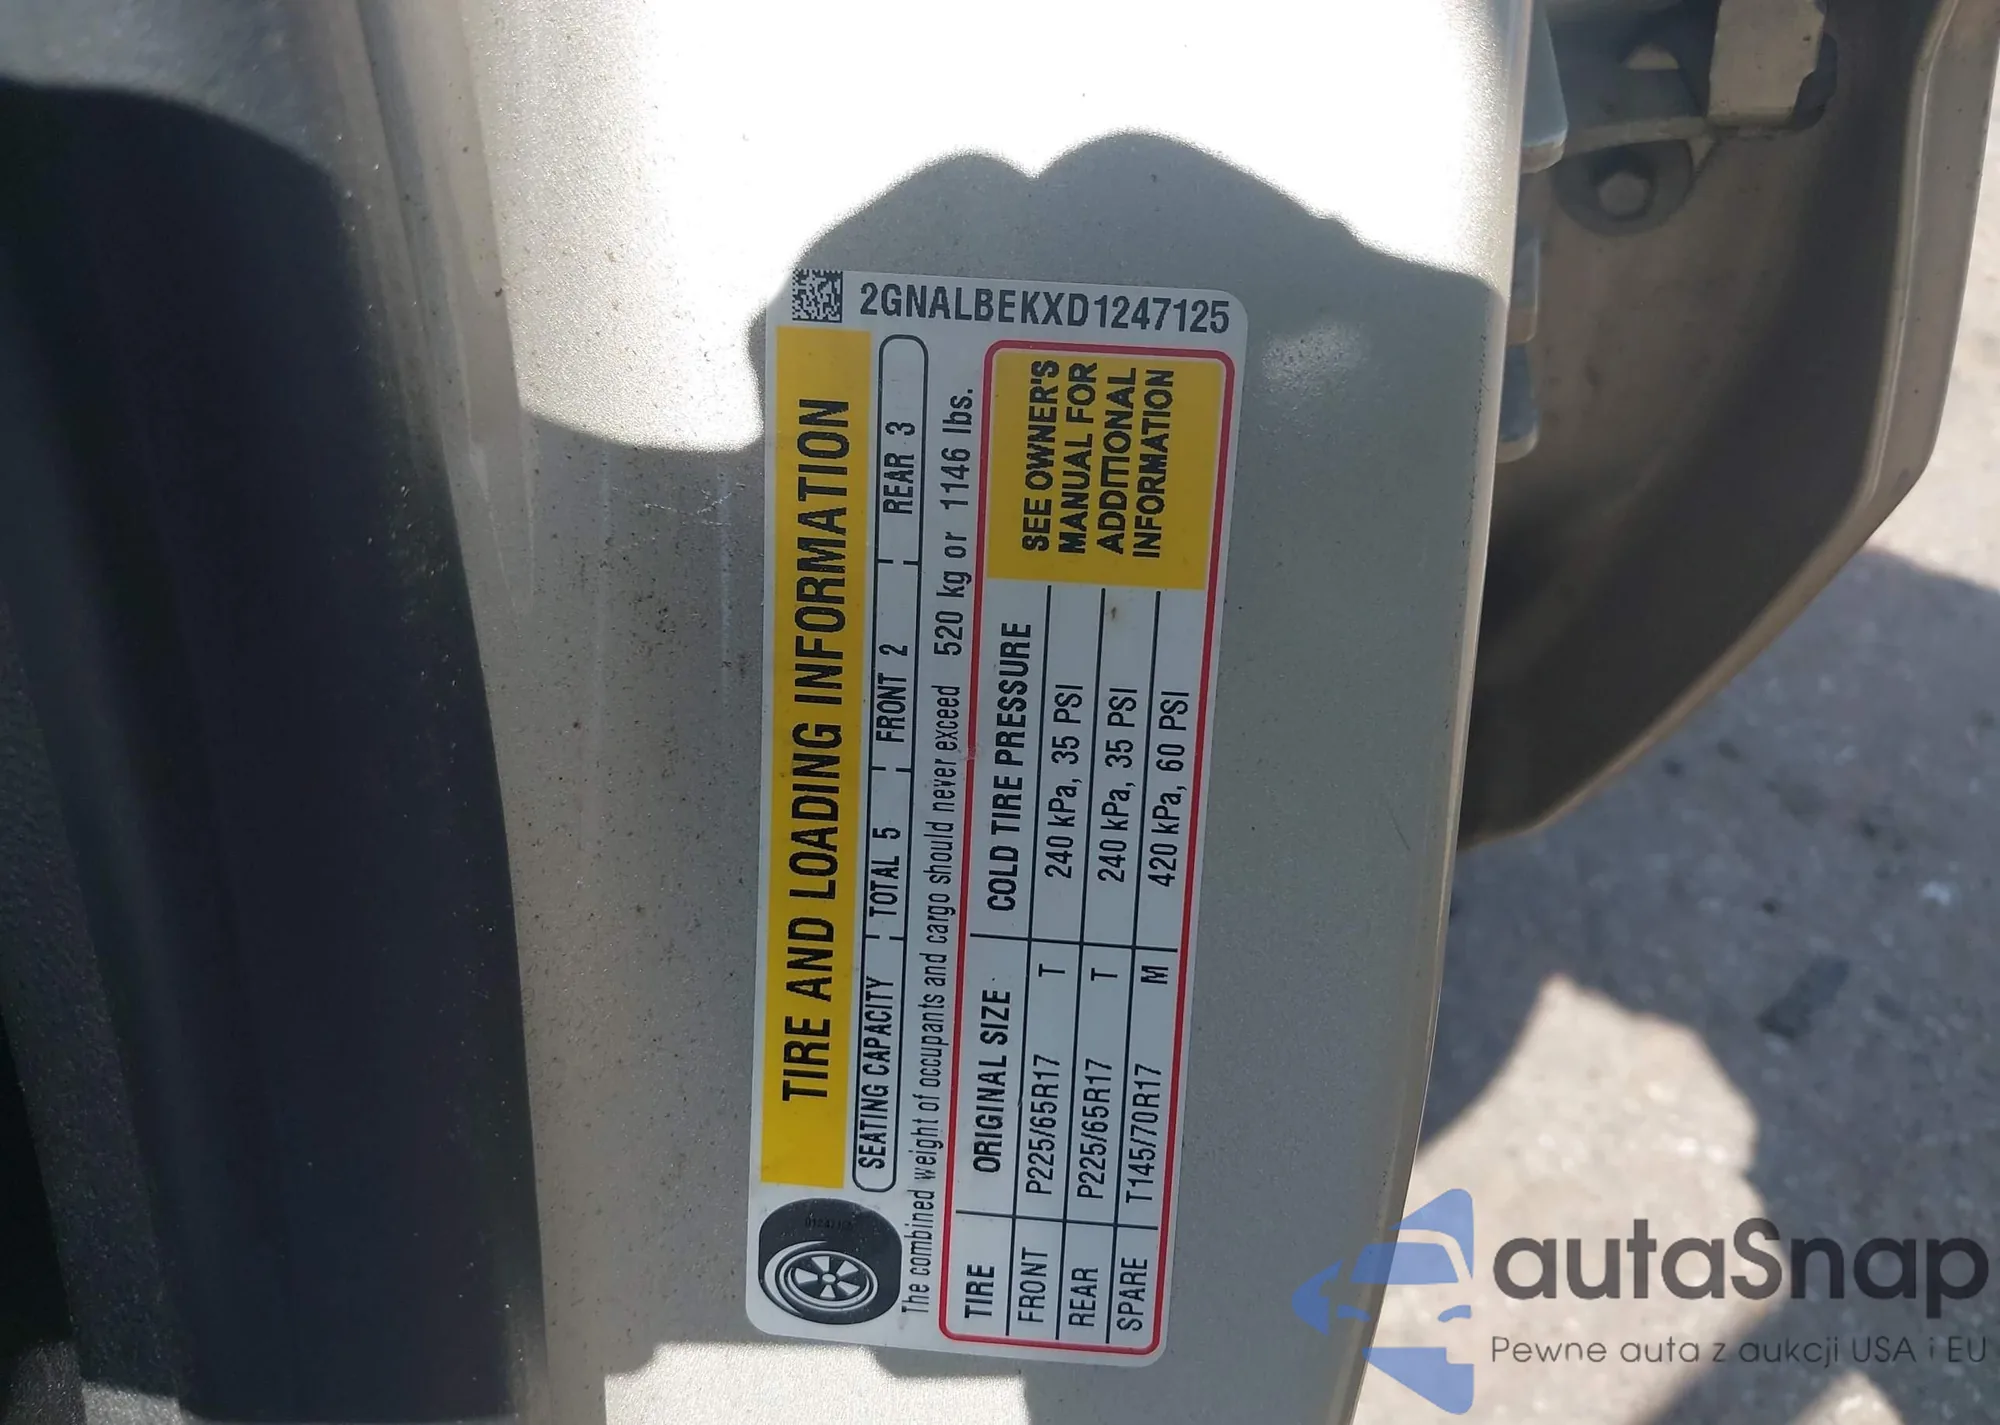 2GNALBEKXD1247125
TIRE AND LOADING INFORMATION
SEATING CAPACITY TOTAL 5 FRONT 2 REAR 3
The combined weight of occupants and cargo should never exceed 520 kg or 1146 lbs.
TIRE ORIGINAL SIZE COLD TIRE PRESSURE
FRONT P225/65R17 T 240 kPa, 35 PSI
REAR P225/65R17 T 240 kPa, 35 PSI
SPARE T145/70R17 M 420 kPa, 60 PSI
SEE OWNER'S
MANUAL FOR
ADDITIONAL
INFORMATION
autaSnap
Pewne auta z aukcji USA i EU